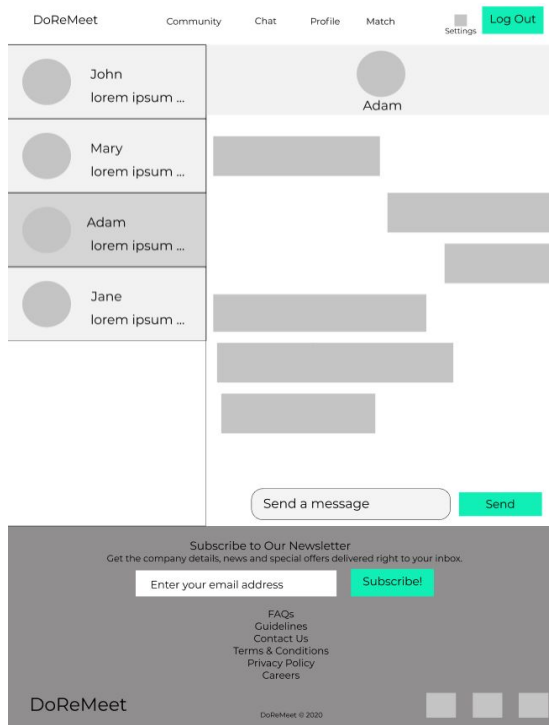 DoReMeet
Community
Chat
Profile
Match
Settings
Log Out
John
lorem ipsum ...
Mary
lorem ipsum ...
Adam
lorem ipsum ...
Jane
lorem ipsum ...
Adam
Send a message
Send
Subscribe to Our Newsletter
Get the company details, news and special offers delivered right to your inbox.
Enter your email address
Subscribe!
FAQs
Guidelines
Contact Us
Terms & Conditions
Privacy Policy
Careers
DoReMeet
DoReMeet © 2020